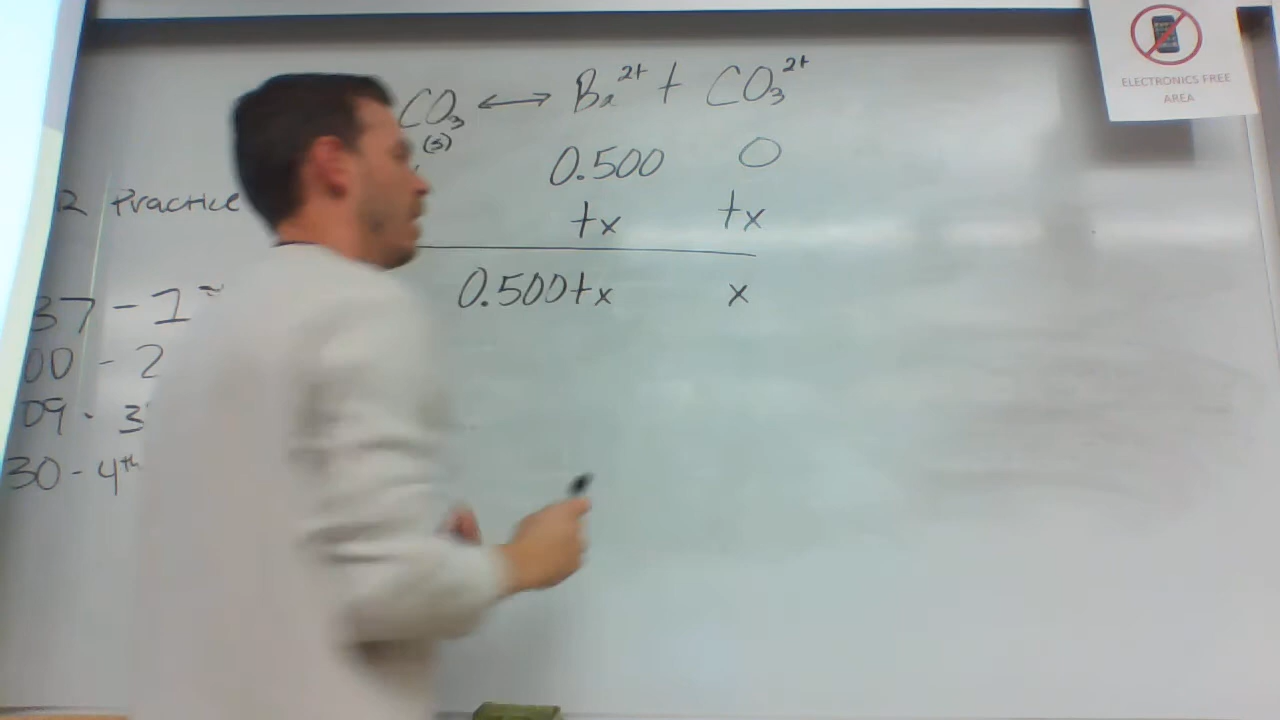 CO₃ ⟷ Ba²⁺ + CO₃²⁺
(s)
0.500 0
+x +x
0.500+x x
2 Practice
37 - 1
00 - 2
09 - 3
30 - 4th
ELECTRONICS FREE
AREA